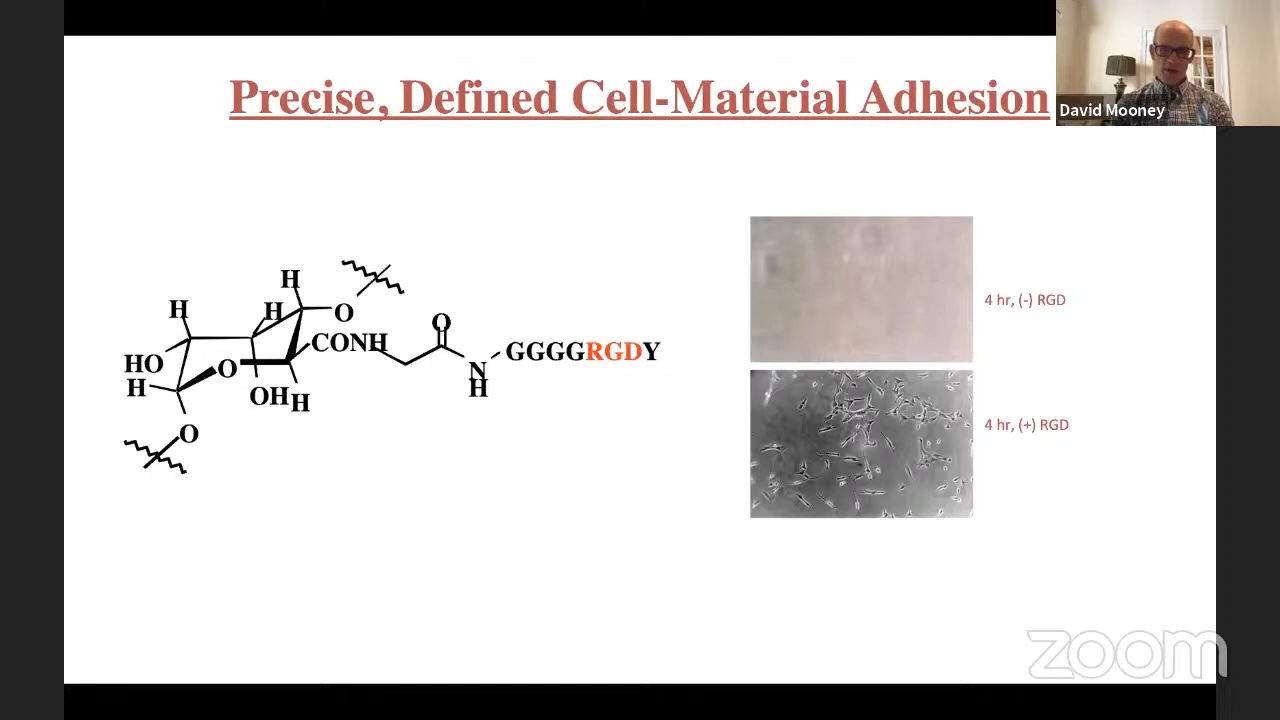 Precise, Defined Cell-Material Adhesion
David Mooney
H
H
H
O
O
CONH
GGGGRGDY
HO
O
N
H
H
OH
H
O
4 hr, (-) RGD
4 hr, (+) RGD
zoom